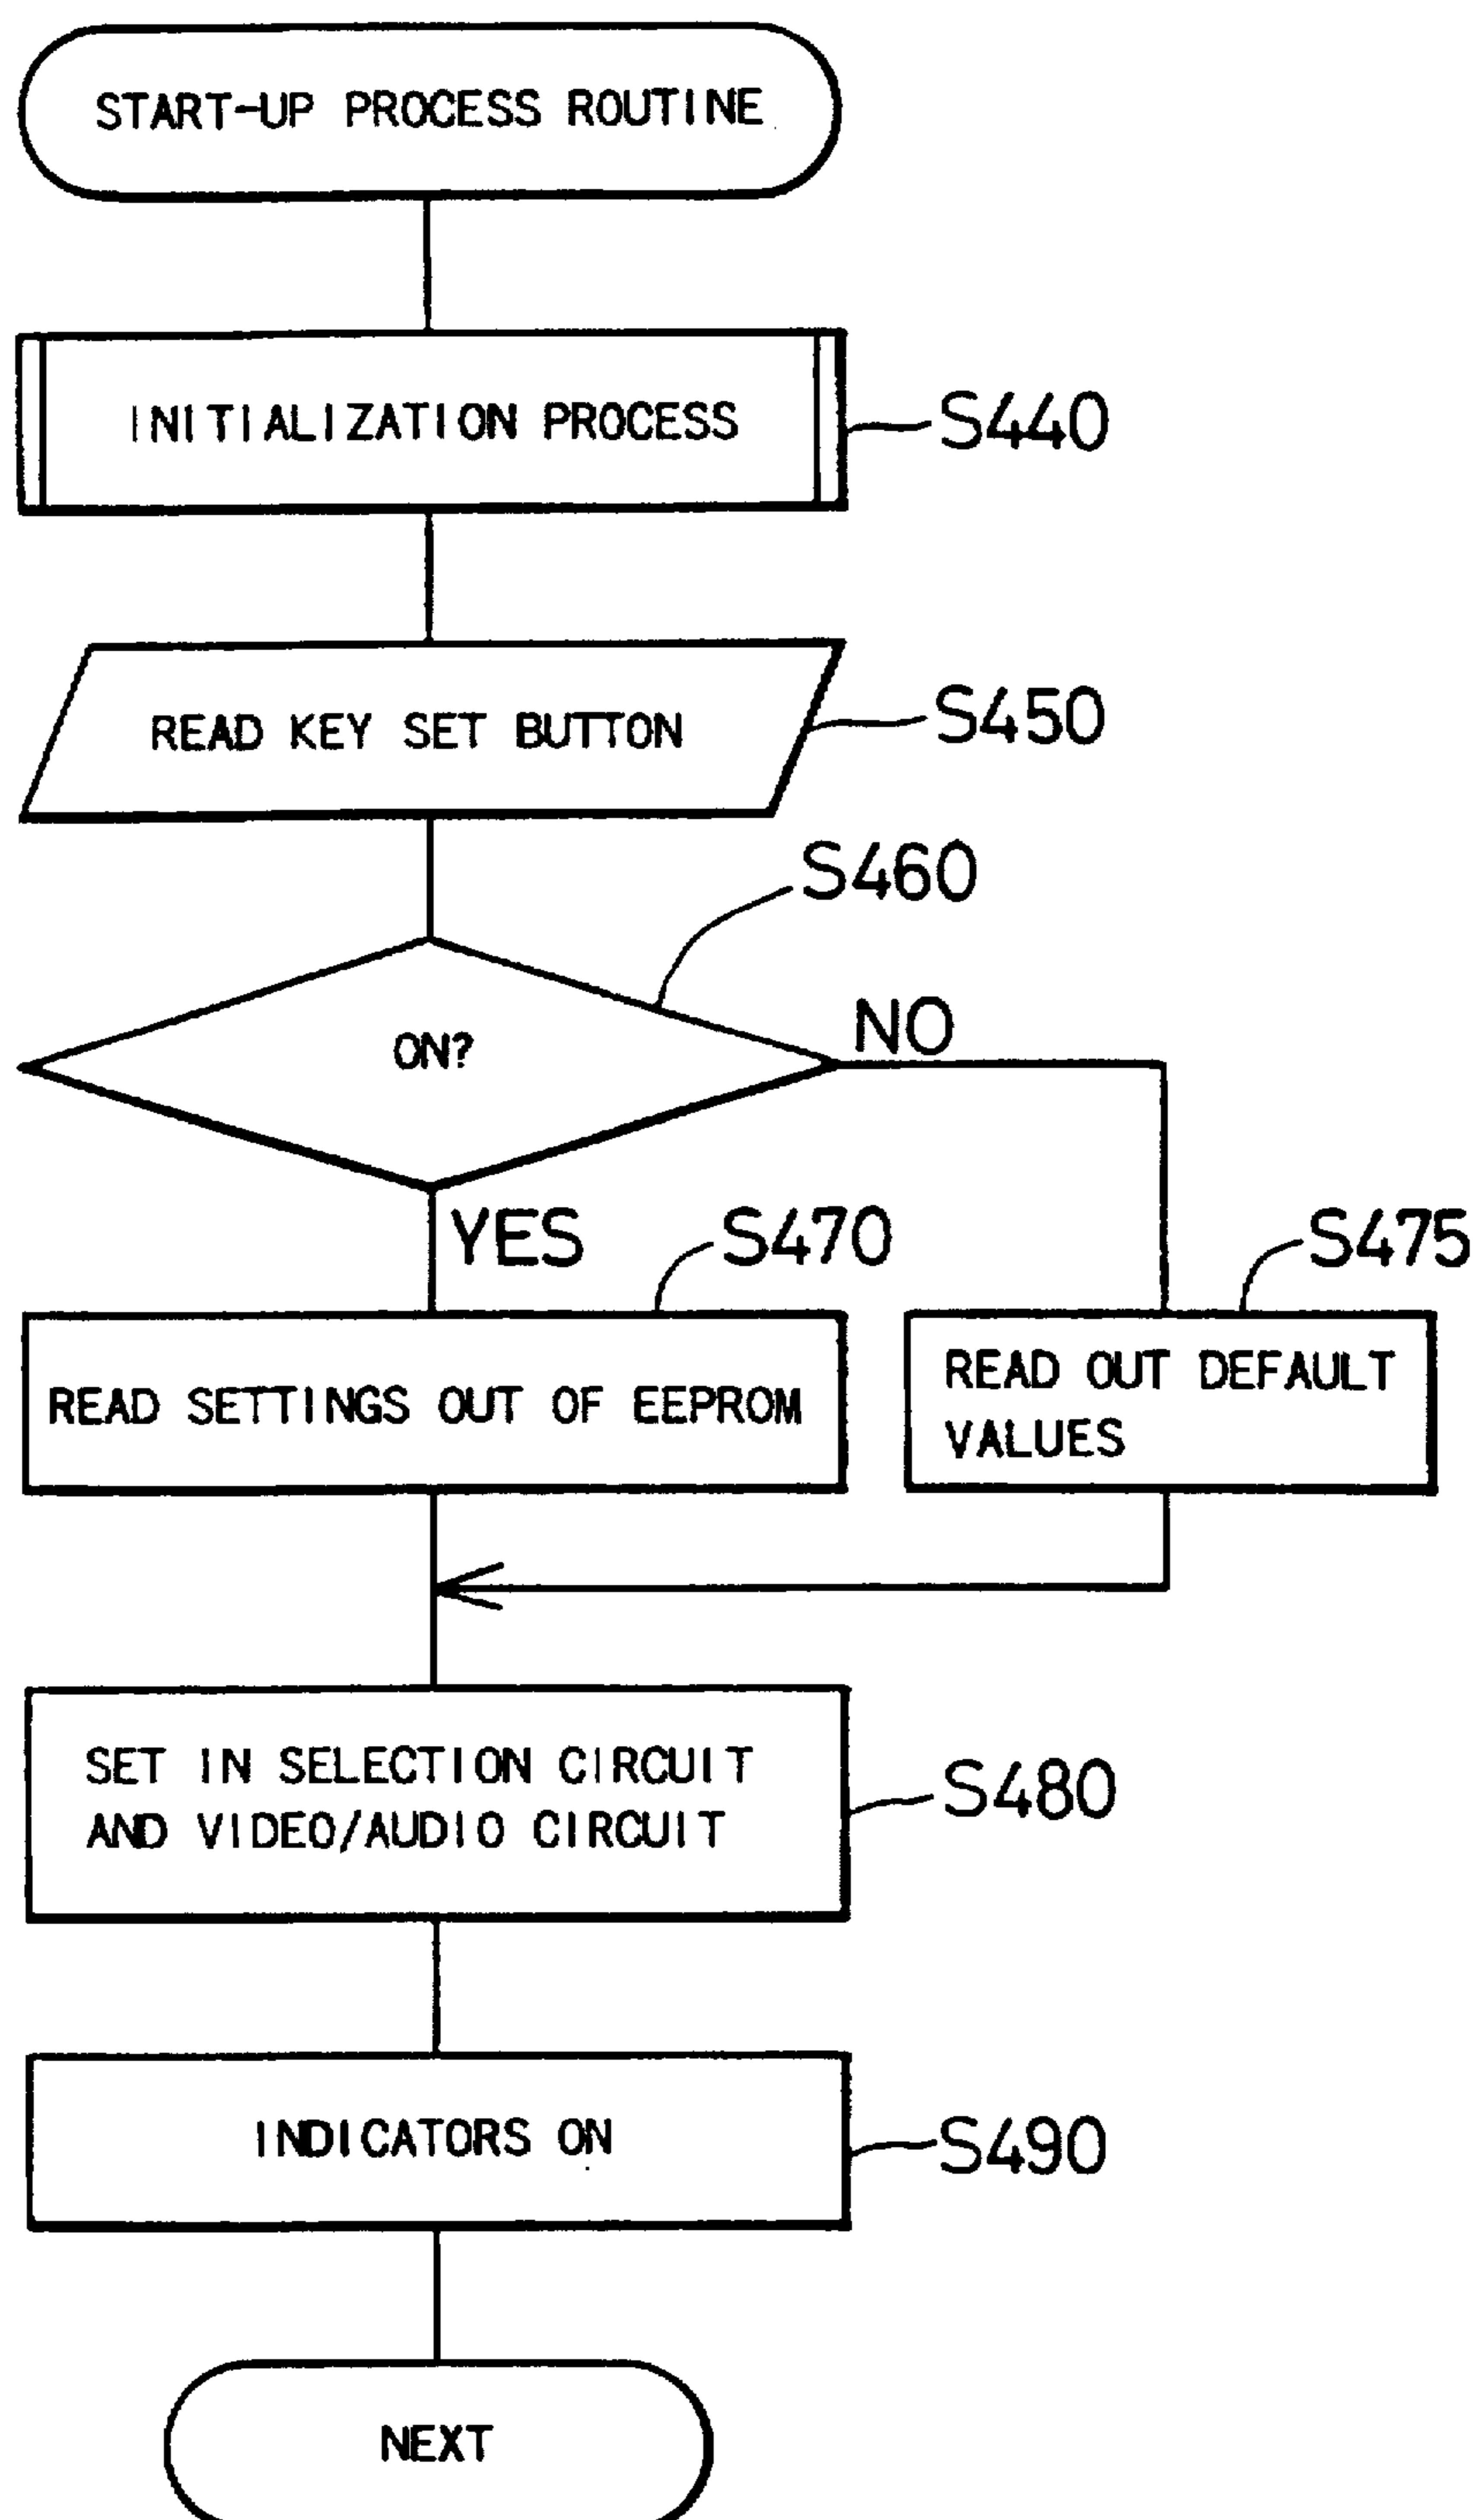 START-UP PROCESS ROUTINE
INITIALIZATION PROCESS
S440
READ KEY SET BUTTON
S450
S460
ON?
NO
YES
S470
S475
READ SETTINGS OUT OF EEPROM
READ OUT DEFAULT
VALUES
SET IN SELECTION CIRCUIT
AND VIDEO/AUDIO CIRCUIT
S480
INDICATORS ON
S490
NEXT